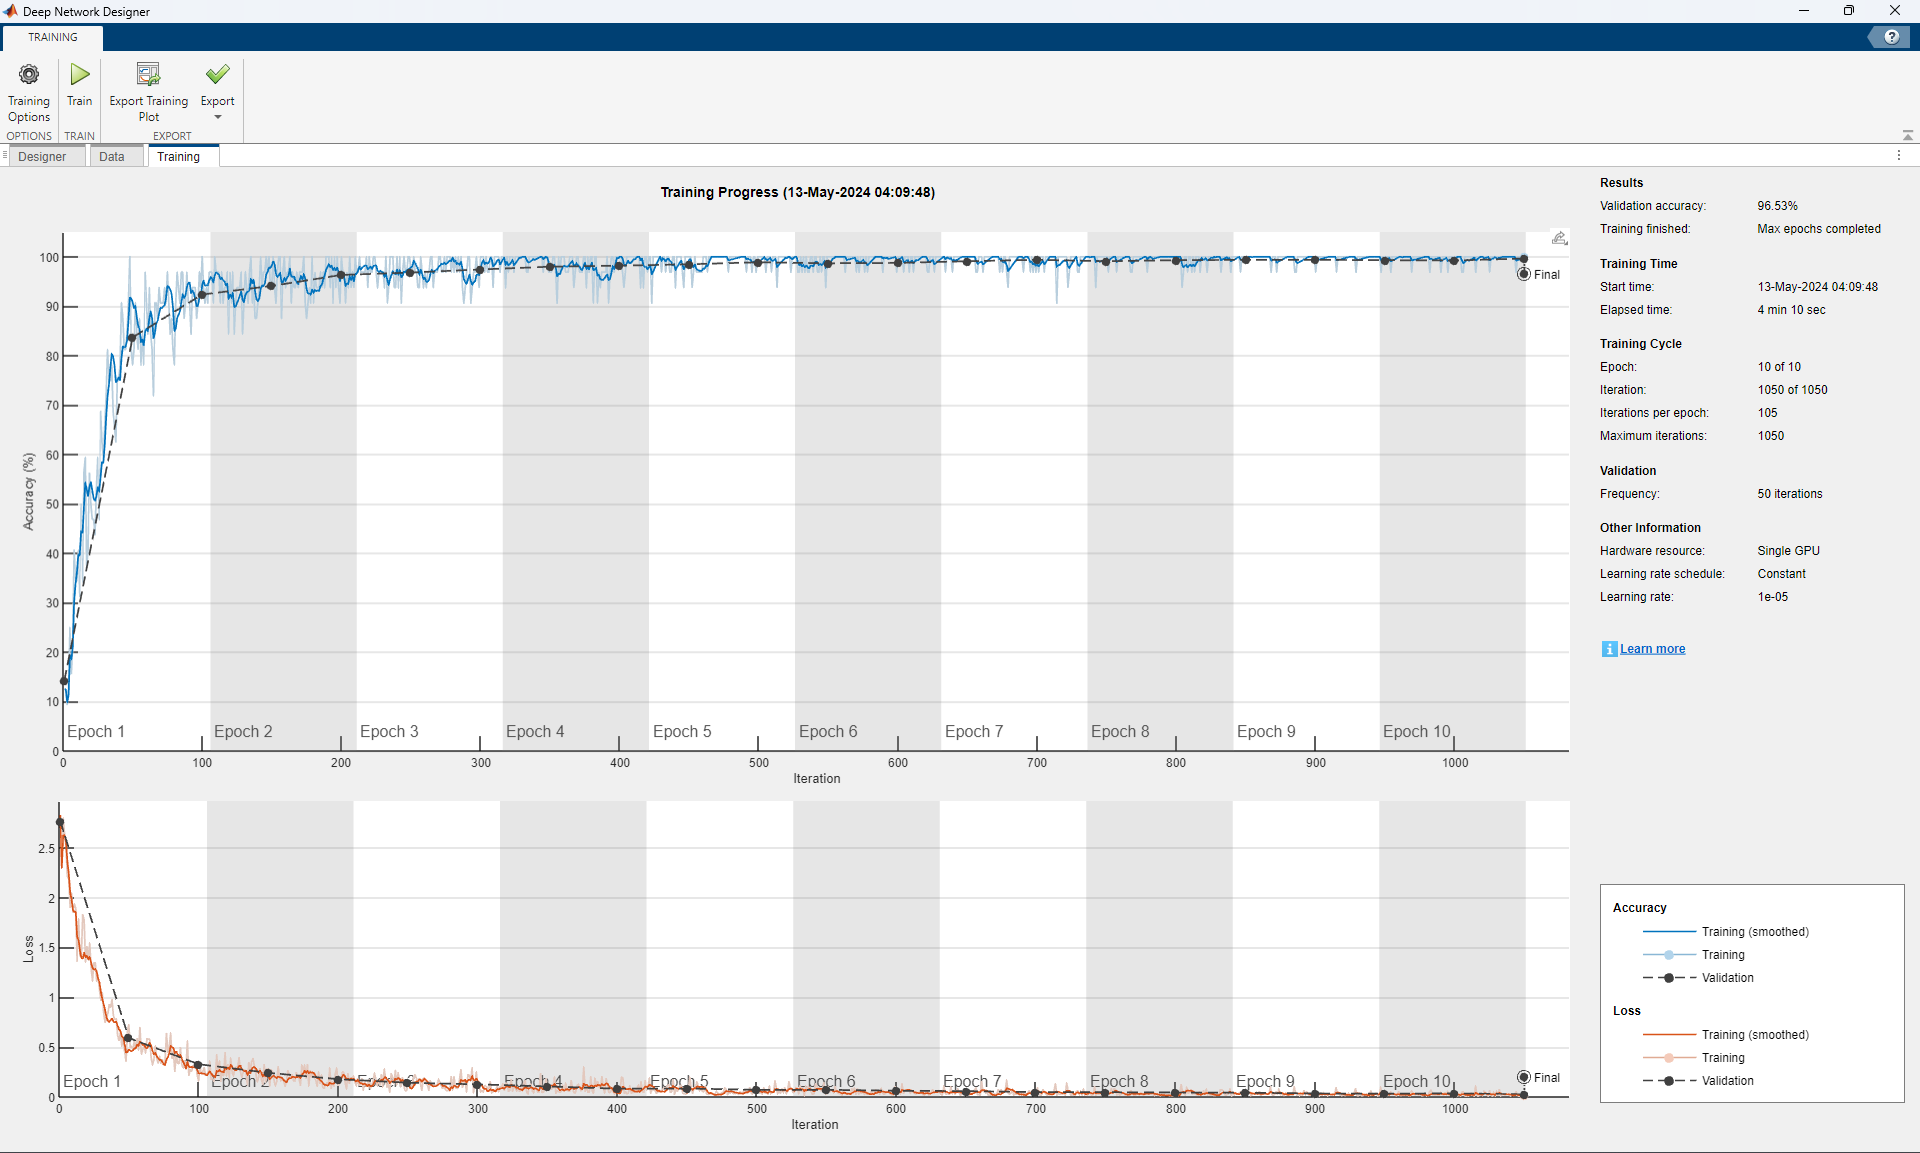 Deep Network Designer
TRAINING
?
Training Options
Train
Export Training Plot
Export
OPTIONS
TRAIN
EXPORT
Designer
Data
Training
Training Progress (13-May-2024 04:09:48)
100
90
80
70
60
50
40
30
20
10
0
Accuracy (%)
Final
Epoch 1
Epoch 2
Epoch 3
Epoch 4
Epoch 5
Epoch 6
Epoch 7
Epoch 8
Epoch 9
Epoch 10
0 100 200 300 400 500 600 700 800 900 1000
Iteration
2.5
2
1.5
1
0.5
0
Loss
Final
Epoch 1
Epoch 2
Epoch 3
Epoch 4
Epoch 5
Epoch 6
Epoch 7
Epoch 8
Epoch 9
Epoch 10
0 100 200 300 400 500 600 700 800 900 1000
Iteration
Results
Validation accuracy: 96.53%
Training finished: Max epochs completed
Training Time
Start time: 13-May-2024 04:09:48
Elapsed time: 4 min 10 sec
Training Cycle
Epoch: 10 of 10
Iteration: 1050 of 1050
Iterations per epoch: 105
Maximum iterations: 1050
Validation
Frequency: 50 iterations
Other Information
Hardware resource: Single GPU
Learning rate schedule: Constant
Learning rate: 1e-05
i Learn more
Accuracy
Training (smoothed)
Training
Validation
Loss
Training (smoothed)
Training
Validation